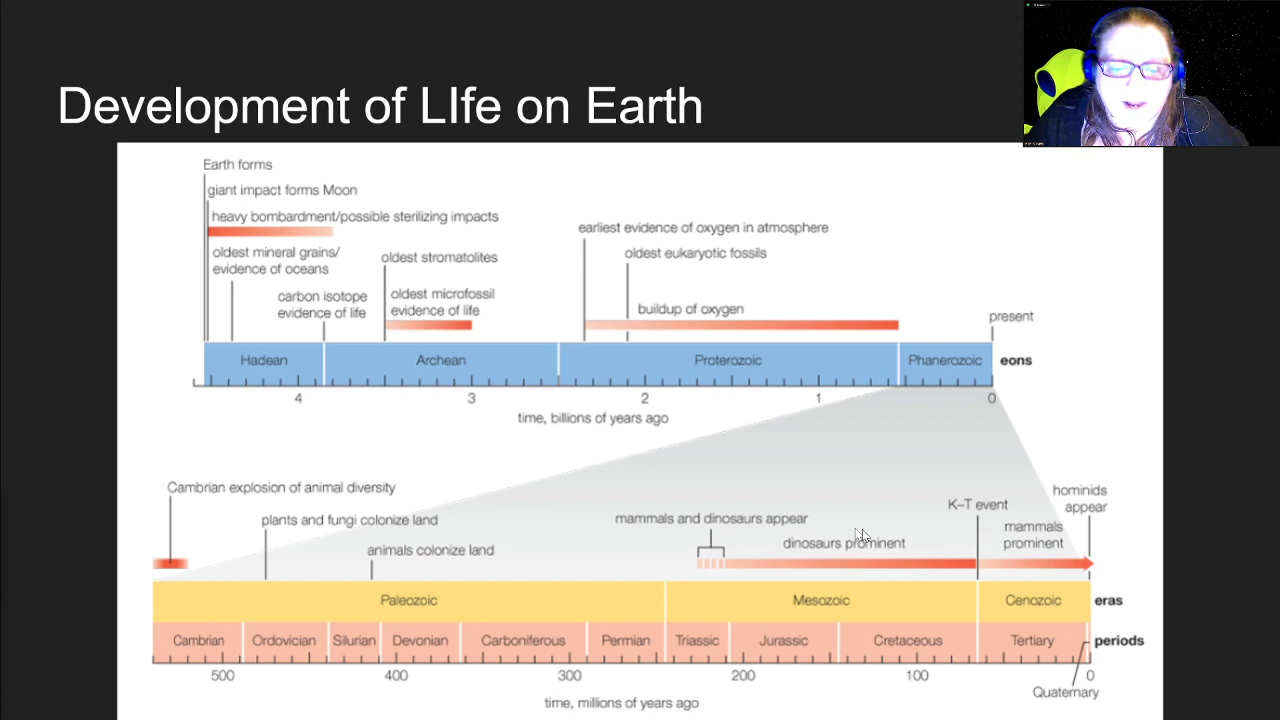 Development of LIfe on Earth
Earth forms
giant impact forms Moon
heavy bombardment/possible sterilizing impacts
oldest mineral grains/
evidence of oceans
carbon isotope
evidence of life
oldest stromatolites
oldest microfossil
evidence of life
earliest evidence of oxygen in atmosphere
oldest eukaryotic fossils
buildup of oxygen
present
Hadean Archean Proterozoic Phanerozoic eons
4 3 2 1 0
time, billions of years ago
Cambrian explosion of animal diversity
plants and fungi colonize land
animals colonize land
mammals and dinosaurs appear
dinosaurs prominent
K–T event
mammals
prominent
hominids
appear
Paleozoic Mesozoic Cenozoic eras
Cambrian Ordovician Silurian Devonian Carboniferous Permian Triassic Jurassic Cretaceous Tertiary periods
500 400 300 200 100 0
Quaternary
time, millions of years ago